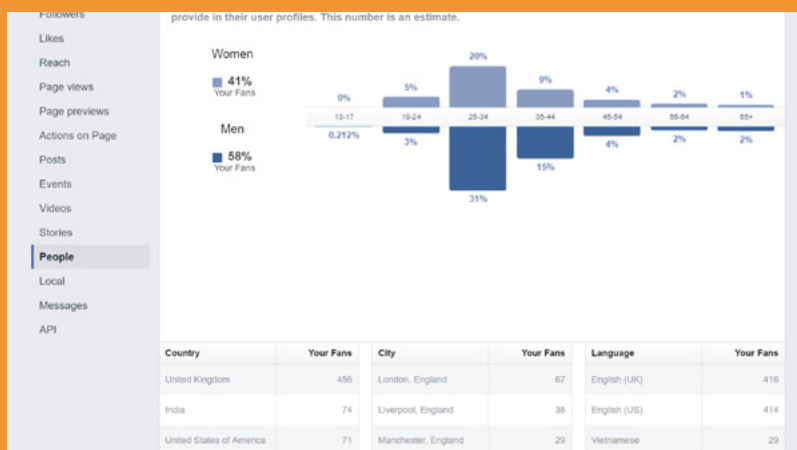 Followers
provide in their user profiles. This number is an estimate.
Likes
Reach
Page views
Page previews
Actions on Page
Posts
Events
Videos
Stories
People
Local
Messages
API
Women
41%
Your Fans
Men
58%
Your Fans
0% 5% 20% 9% 4% 2% 1%
13-17 18-24 25-34 35-44 45-54 55-64 65+
0.212% 3% 31% 15% 4% 2% 2%
Country Your Fans City Your Fans Language Your Fans
United Kingdom 456 London, England 67 English (UK) 416
India 74 Liverpool, England 38 English (US) 414
United States of America 71 Manchester, England 29 Vietnamese 29